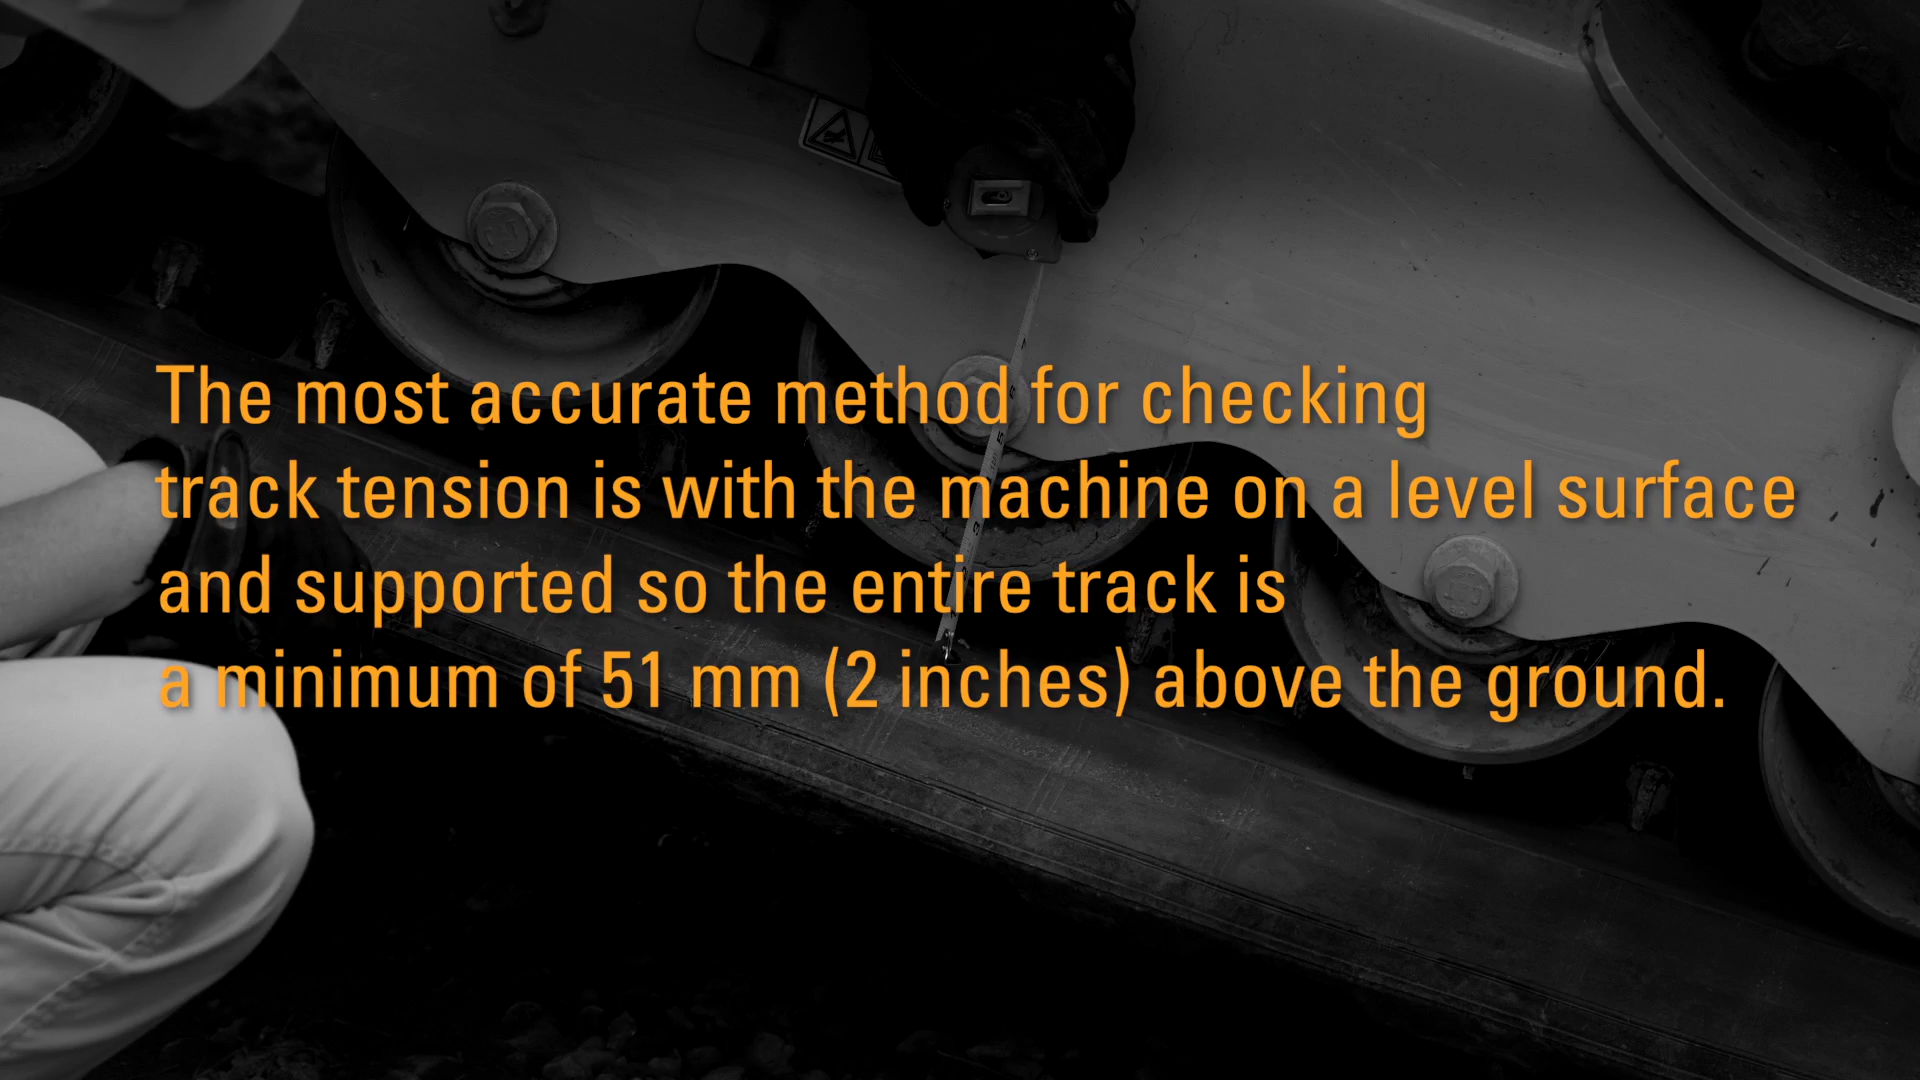 The most accurate method for checking
track tension is with the machine on a level surface
and supported so the entire track is
a minimum of 51 mm (2 inches) above the ground.